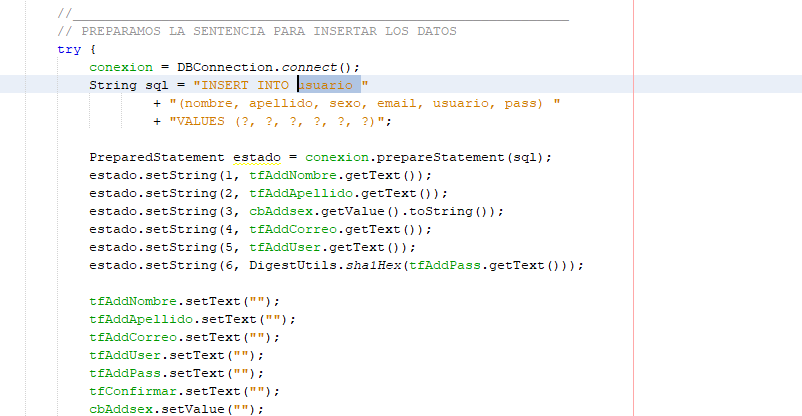 //__________________________________________________________________
// PREPARAMOS LA SENTENCIA PARA INSERTAR LOS DATOS
try {
conexion = DBConnection.connect();
String sql = "INSERT INTO usuario "
+ "(nombre, apellido, sexo, email, usuario, pass) "
+ "VALUES (?, ?, ?, ?, ?, ?)";
PreparedStatement estado = conexion.prepareStatement(sql);
estado.setString(1, tfAddNombre.getText());
estado.setString(2, tfAddApellido.getText());
estado.setString(3, cbAddsex.getValue().toString());
estado.setString(4, tfAddCorreo.getText());
estado.setString(5, tfAddUser.getText());
estado.setString(6, DigestUtils.sha1Hex(tfAddPass.getText()));
tfAddNombre.setText("");
tfAddApellido.setText("");
tfAddCorreo.setText("");
tfAddUser.setText("");
tfAddPass.setText("");
tfConfirmar.setText("");
cbAddsex.setValue("");